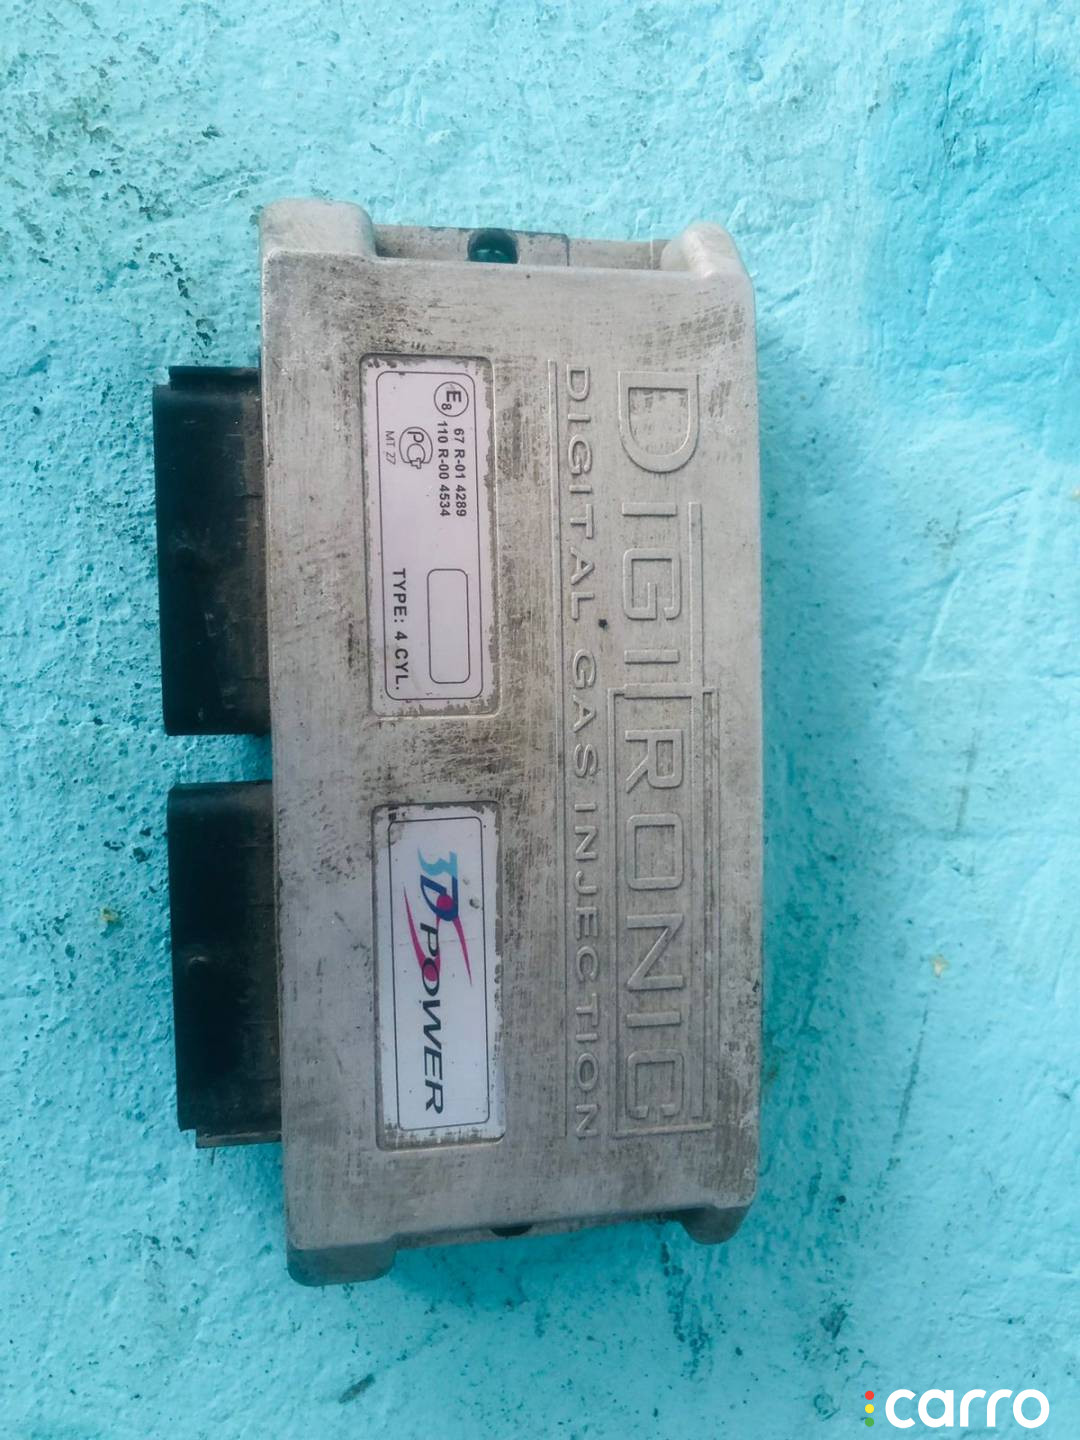 DIGITRONIC
DIGITAL GAS INJECTION
E8 67 R-01 4289
110 R-00 4534
PCT
MT 27
TYPE: 4 CYL.
3D POWER
carro